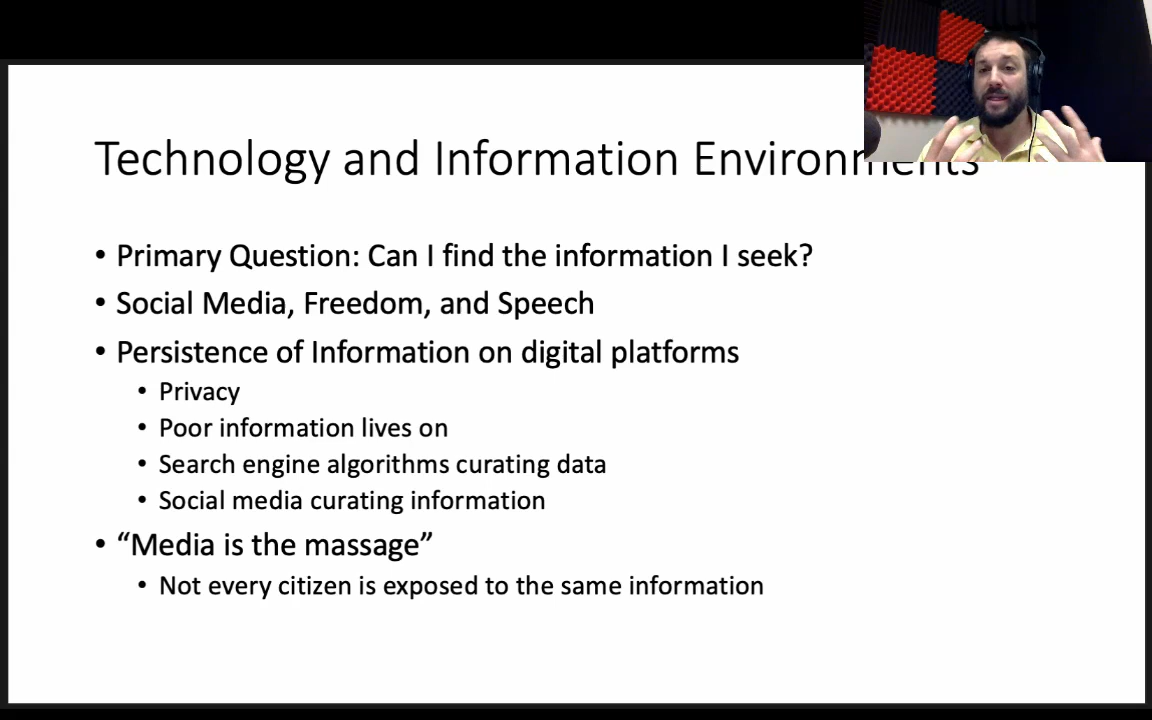 Technology and Information Environments
• Primary Question: Can I find the information I seek?
• Social Media, Freedom, and Speech
• Persistence of Information on digital platforms
• Privacy
• Poor information lives on
• Search engine algorithms curating data
• Social media curating information
• “Media is the massage”
• Not every citizen is exposed to the same information